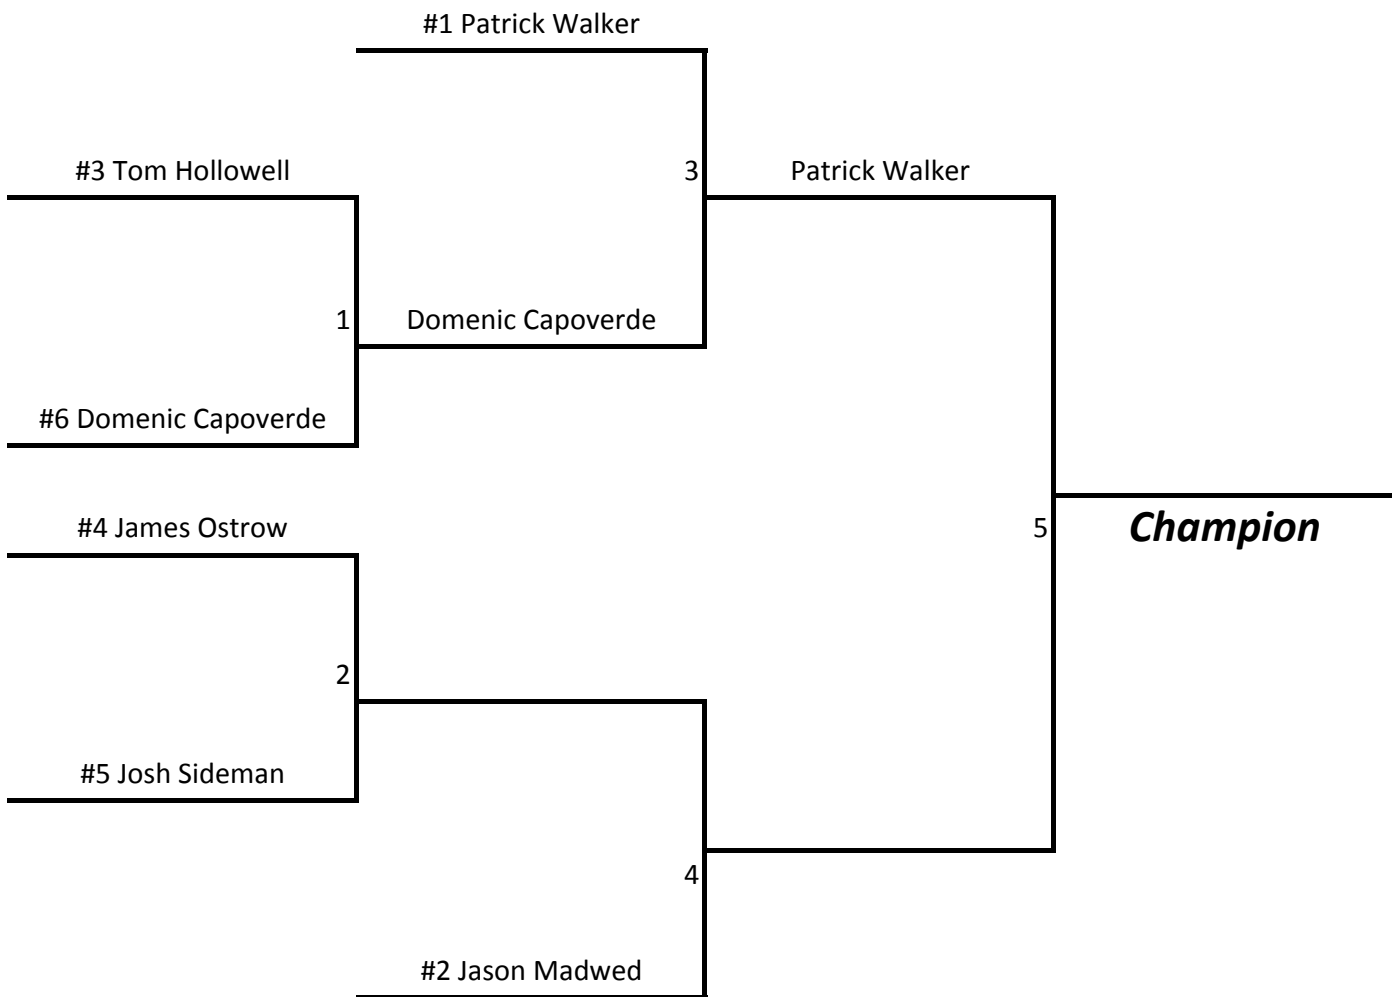 #1 Patrick Walker
#3 Tom Hollowell
3
Patrick Walker
1
Domenic Capoverde
#6 Domenic Capoverde
#4 James Ostrow
5
Champion
2
#5 Josh Sideman
4
#2 Jason Madwed